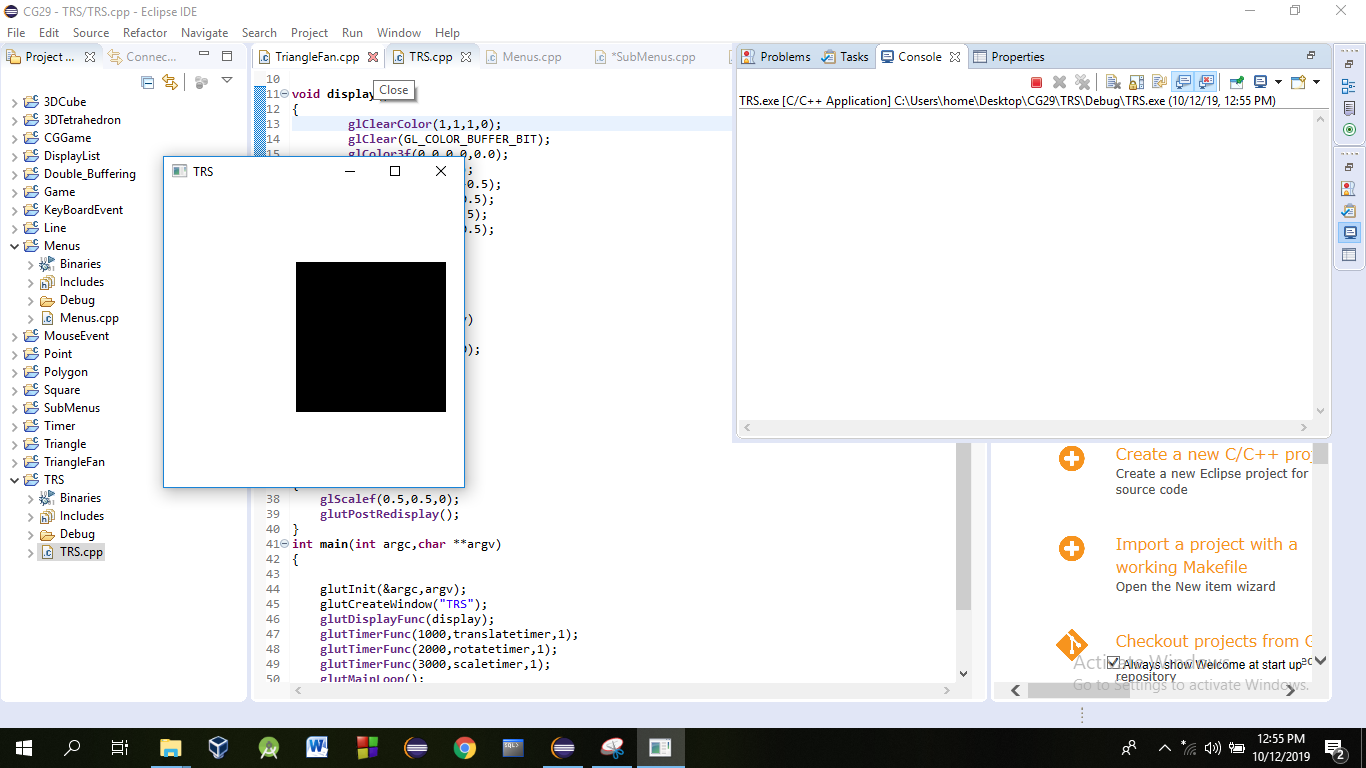 CG29 - TRS/TRS.cpp - Eclipse IDE
File Edit Source Refactor Navigate Search Project Run Window Help
Project ... Connec...
3DCube
3DTetrahedron
CGGame
DisplayList
Double_Buffering
Game
KeyBoardEvent
Line
Menus
Binaries
Includes
Debug
Menus.cpp
MouseEvent
Point
Polygon
Square
SubMenus
Timer
Triangle
TriangleFan
TRS
Binaries
Includes
Debug
TRS.cpp
TriangleFan.cpp TRS.cpp Menus.cpp *SubMenus.cpp
Close
10
11 void display
12 {
13 glClearColor(1,1,1,0);
14 glClear(GL_COLOR_BUFFER_BIT);
15 glColor3f(0.0,0.0,0.0);
;
0.5);
.5);
5);
.5);
)
);
TRS
{
38 glScalef(0.5,0.5,0);
39 glutPostRedisplay();
40 }
41 int main(int argc,char **argv)
42 {
43
44 glutInit(&argc,argv);
45 glutCreateWindow("TRS");
46 glutDisplayFunc(display);
47 glutTimerFunc(1000,translatetimer,1);
48 glutTimerFunc(2000,rotatetimer,1);
49 glutTimerFunc(3000,scaletimer,1);
50 glutMainLoop();
Problems Tasks Console Properties
TRS.exe [C/C++ Application] C:\Users\home\Desktop\CG29\TRS\Debug\TRS.exe (10/12/19, 12:55 PM)
Create a new C/C++ pro
Create a new Eclipse project for
source code
Import a project with a
working Makefile
Open the New item wizard
Checkout projects from G
Always show Welcome at start up
repository
Activate Windows
Go to Settings to activate Windows.
SQL>
12:55 PM
10/12/2019
2